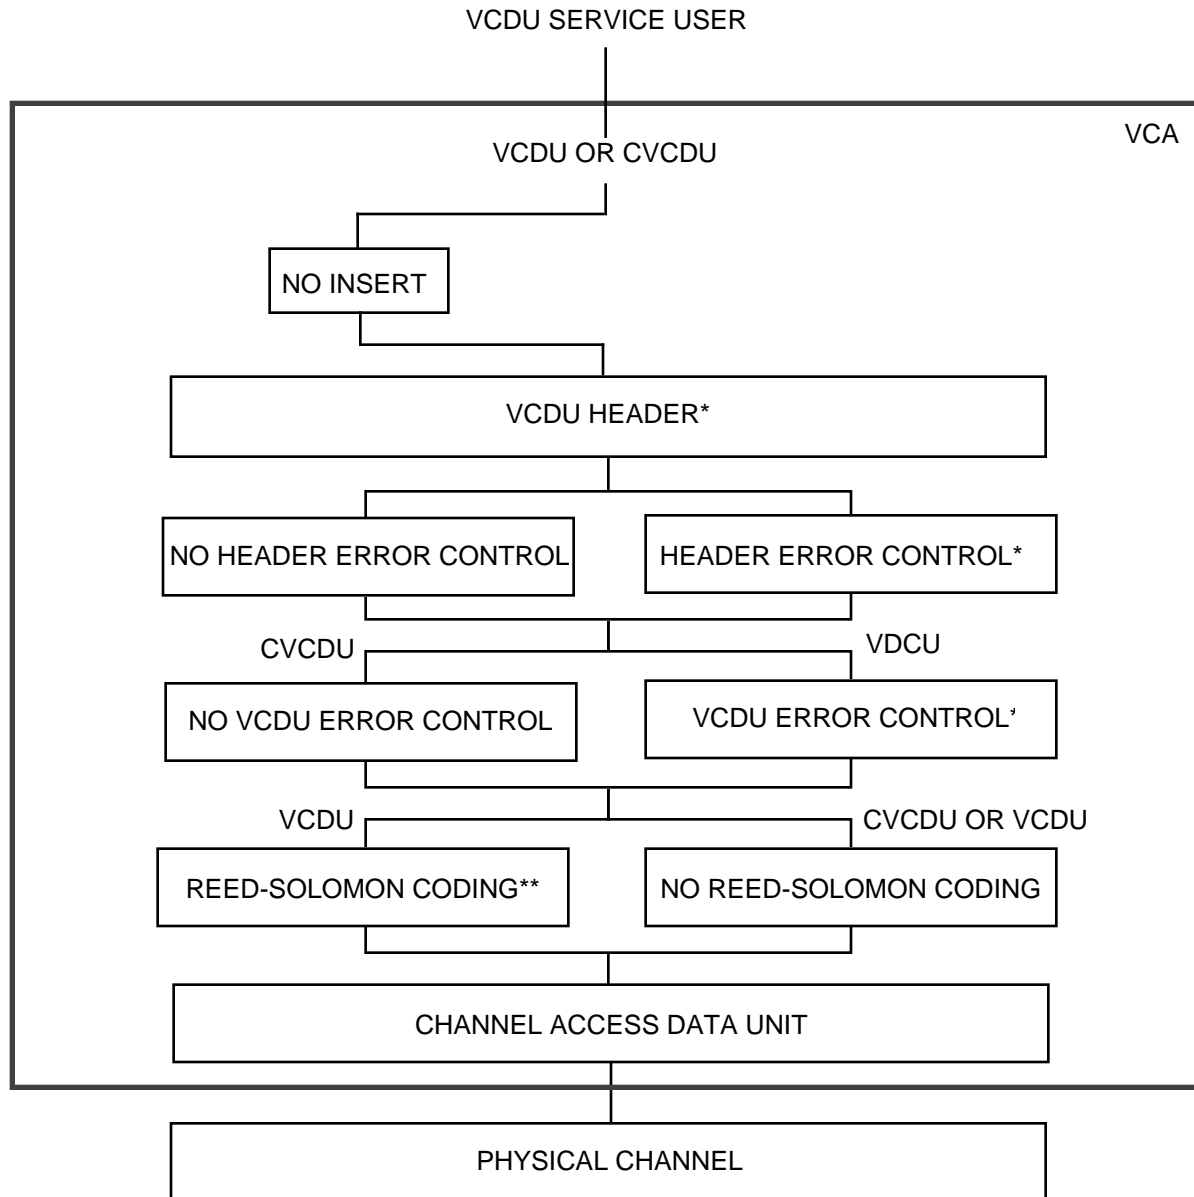 VCDU SERVICE USER
VCA
VCDU OR CVCDU
NO INSERT
VCDU HEADER*
NO HEADER ERROR CONTROL
HEADER ERROR CONTROL*
CVCDU
VDCU
NO VCDU ERROR CONTROL
VCDU ERROR CONTROL*
VCDU
CVCDU OR VCDU
REED-SOLOMON CODING**
NO REED-SOLOMON CODING
CHANNEL ACCESS DATA UNIT
PHYSICAL CHANNEL